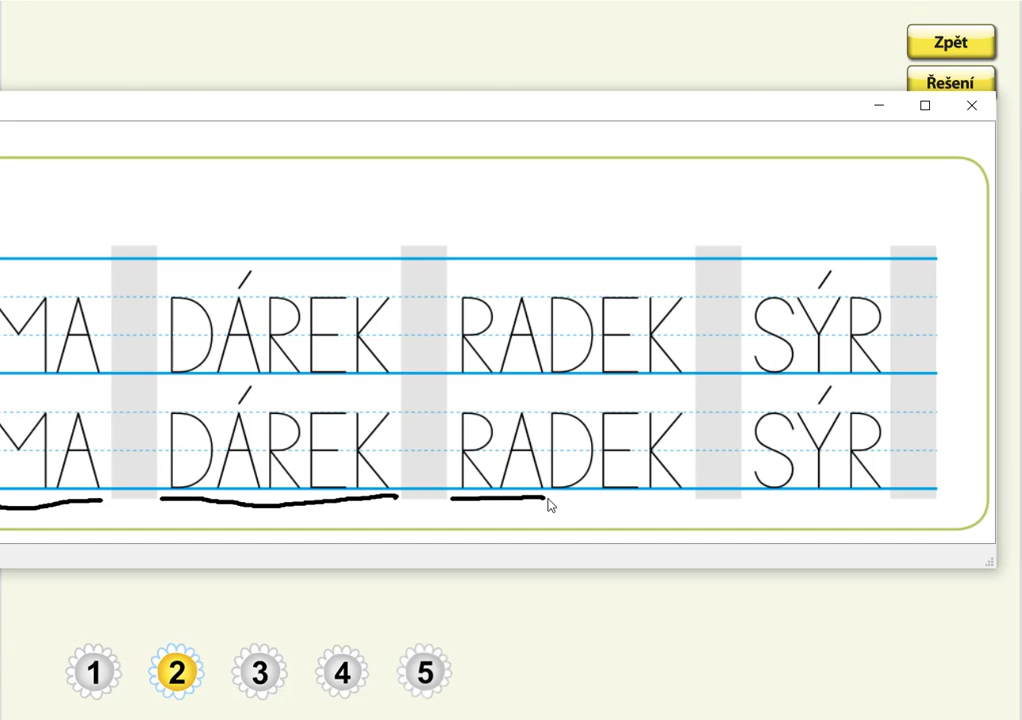 Zpět
Řešení
MA DÁREK RADEK SÝR
MA DÁREK RADEK SÝR
1 2 3 4 5